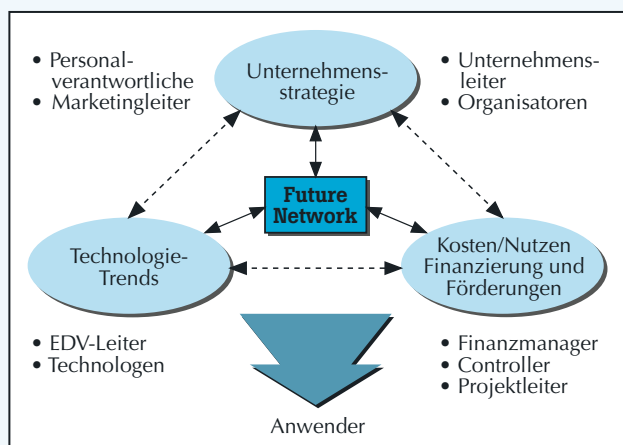 • Personal-
verantwortliche
• Marketingleiter
Unternehmens-
strategie
• Unternehmens-
leiter
• Organisatoren
Future
Network
Technologie-
Trends
Kosten/Nutzen
Finanzierung und
Förderungen
• EDV-Leiter
• Technologen
• Finanzmanager
• Controller
• Projektleiter
Anwender